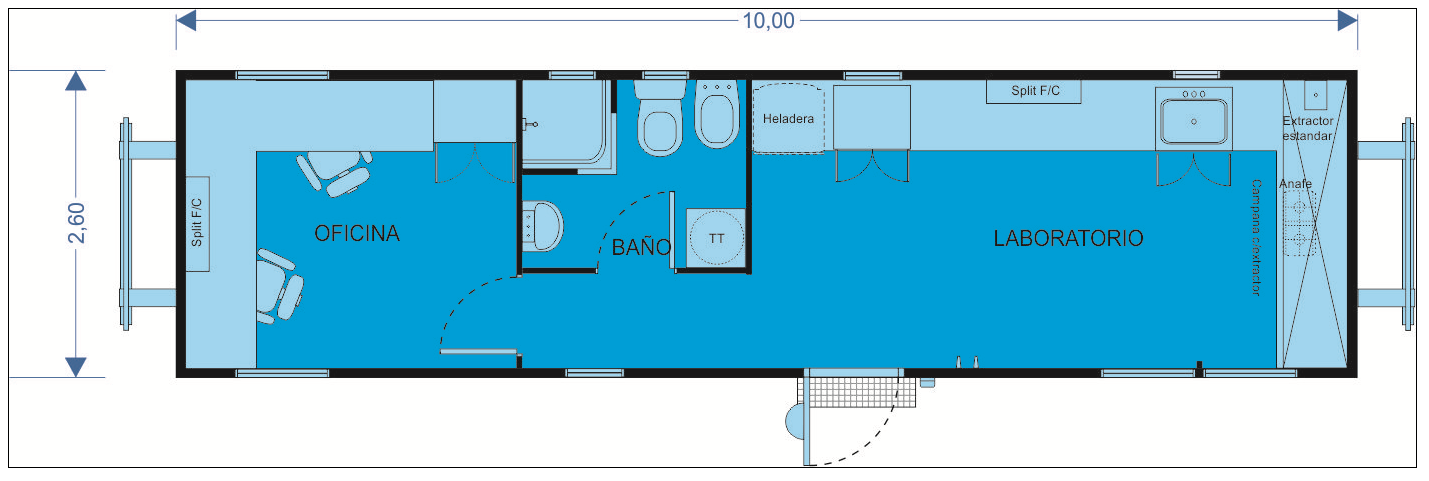 10,00
2,60
Split F/C
OFICINA
BAÑO
TT
Heladera
Split F/C
LABORATORIO
Extractor
estandar
Anafe
Campana c/extractor